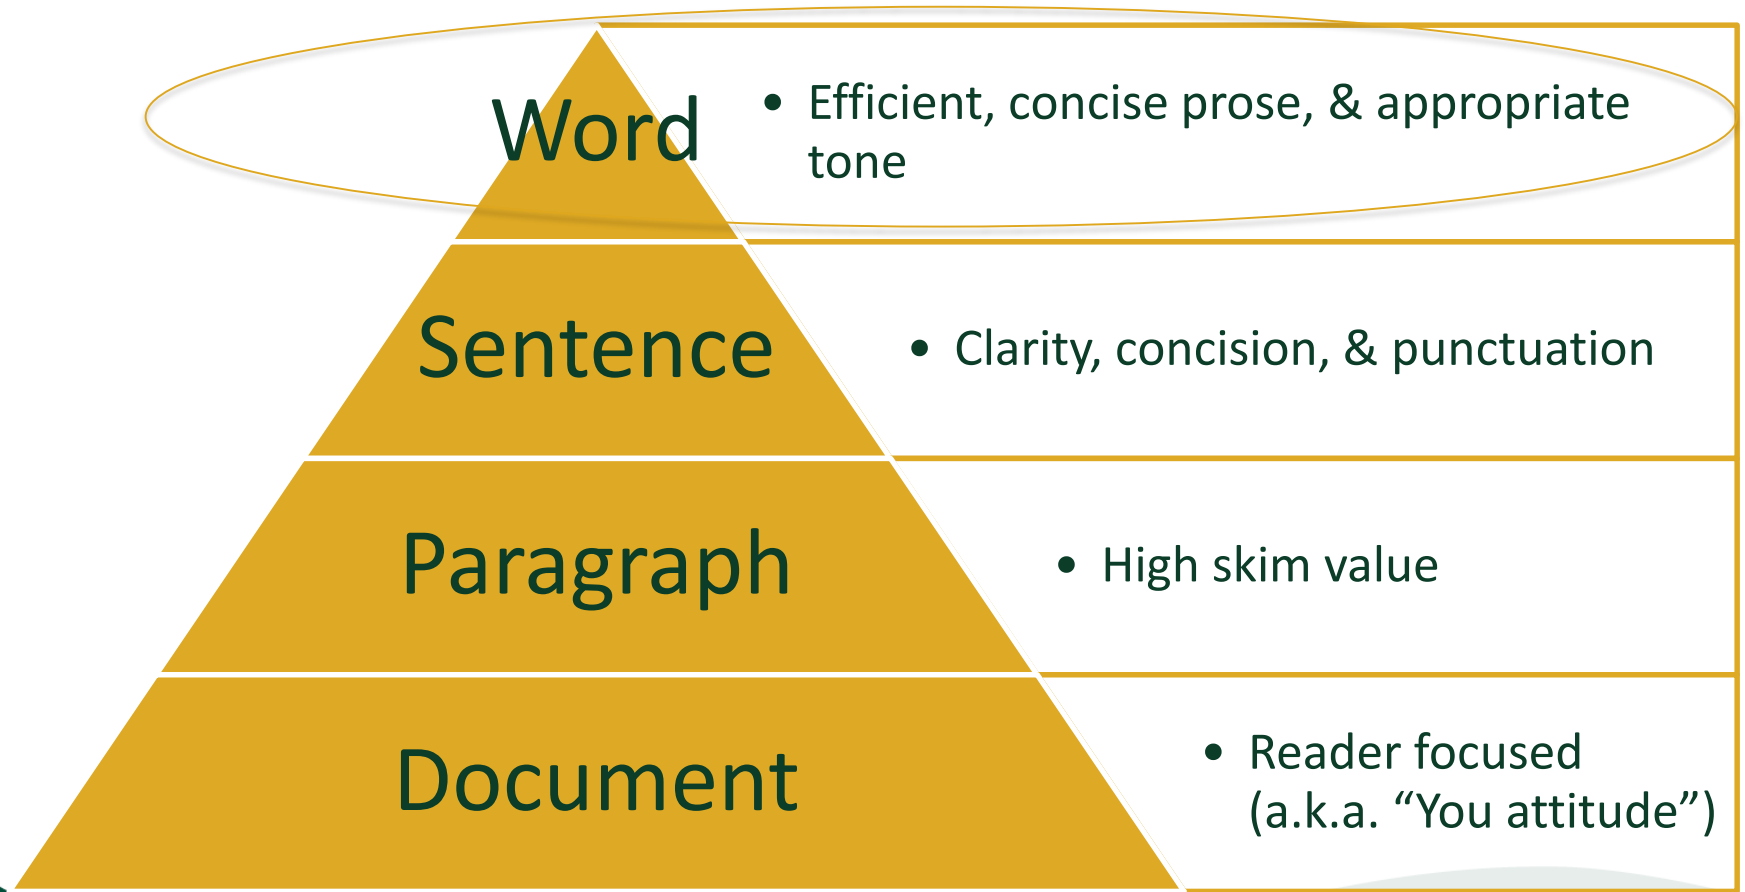 Word
• Efficient, concise prose, & appropriate
tone
Sentence
• Clarity, concision, & punctuation
Paragraph
• High skim value
Document
• Reader focused
(a.k.a. “You attitude”)